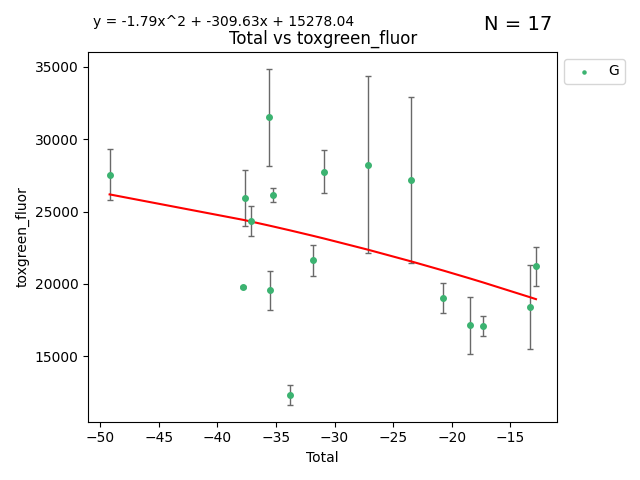 y = -1.79x^2 + -309.63x + 15278.04
N = 17
Total vs toxgreen_fluor
G
35000
30000
25000
20000
15000
toxgreen_fluor
−50
−45
−40
−35
−30
−25
−20
−15
Total